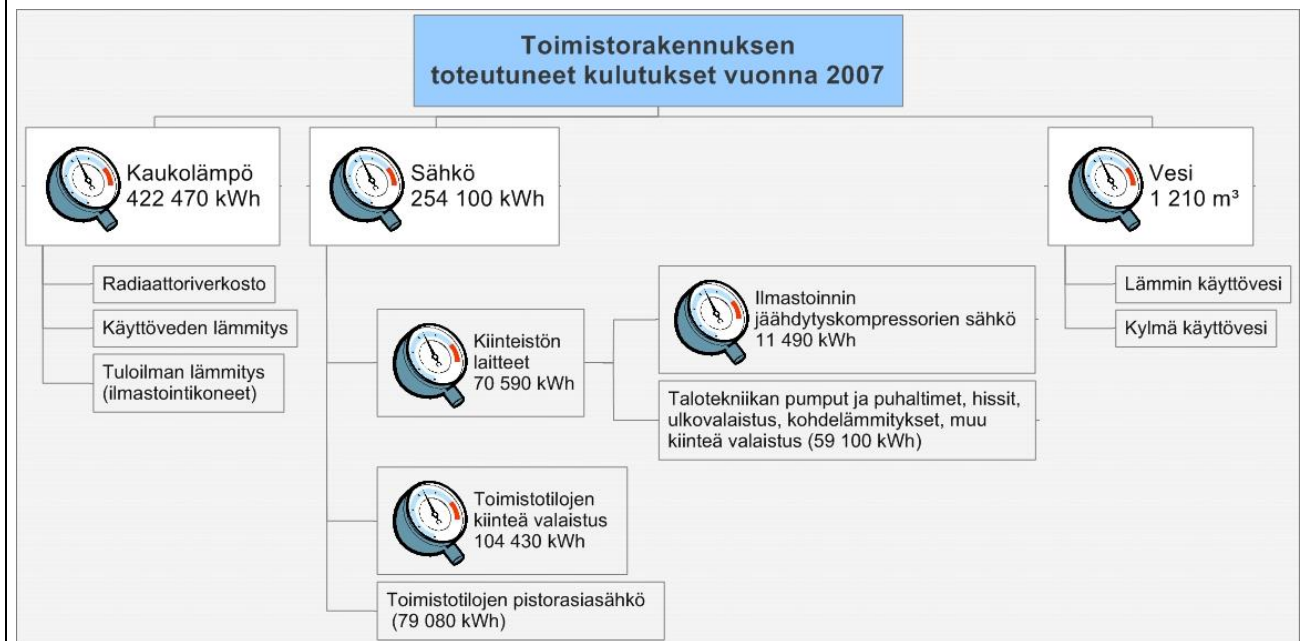 Toimistorakennuksen
toteutuneet kulutukset vuonna 2007
Kaukolämpö
422 470 kWh
Radiaattoriverkosto
Käyttöveden lämmitys
Tuloilman lämmitys
(ilmastointikoneet)
Sähkö
254 100 kWh
Kiinteistön
laitteet
70 590 kWh
Ilmastoinnin
jäähdytyskompressorien sähkö
11 490 kWh
Talotekniikan pumput ja puhaltimet, hissit,
ulkovalaistus, kohdelämmitykset, muu
kiinteä valaistus (59 100 kWh)
Toimistotilojen
kiinteä valaistus
104 430 kWh
Toimistotilojen pistorasiasähkö
(79 080 kWh)
Vesi
1 210 m³
Lämmin käyttövesi
Kylmä käyttövesi